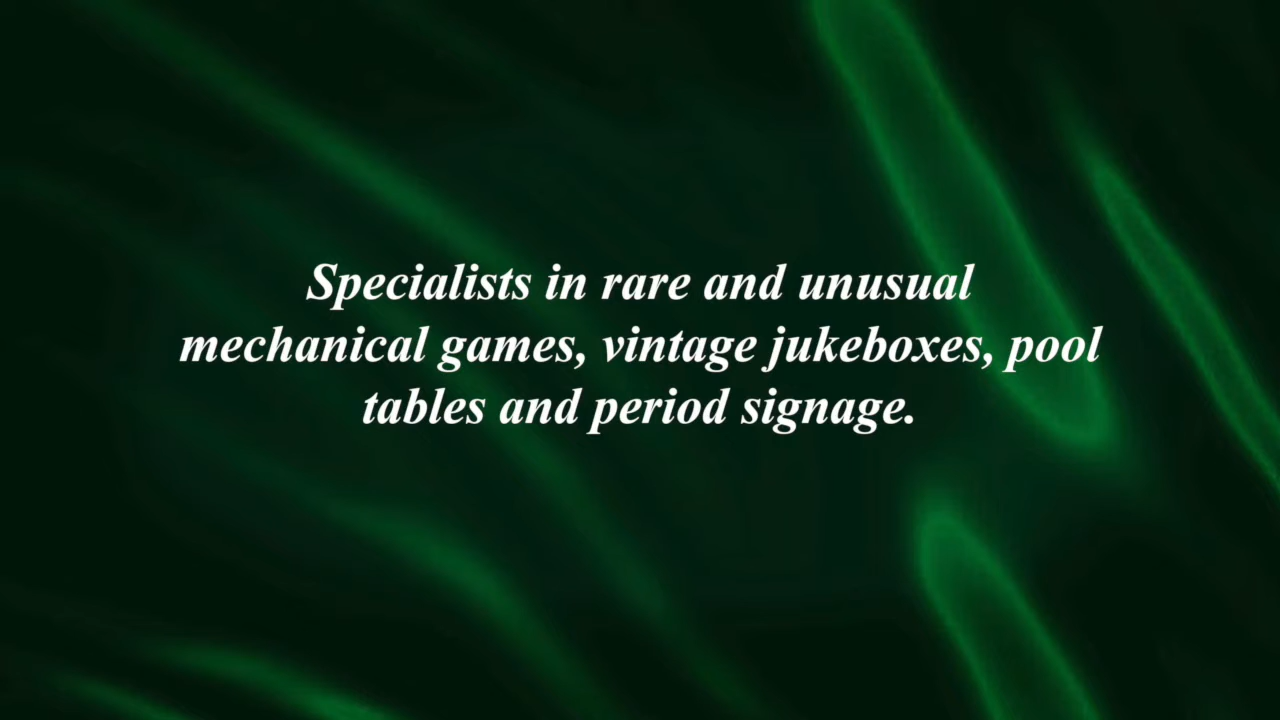 Specialists in rare and unusual
mechanical games, vintage jukeboxes, pool
tables and period signage.